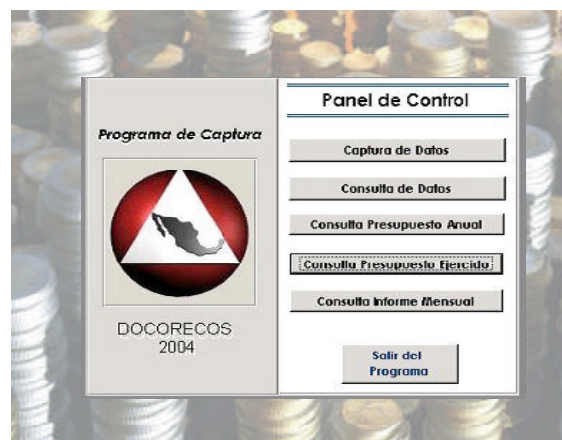 Programa de Captura
DOCORECOS
2004
Panel de Control
Captura de Datos
Consulta de Datos
Consulta Presupuesto Anual
Consulta Presupuesto Ejercido
Consulta Informe Mensual
Salir del
Programa